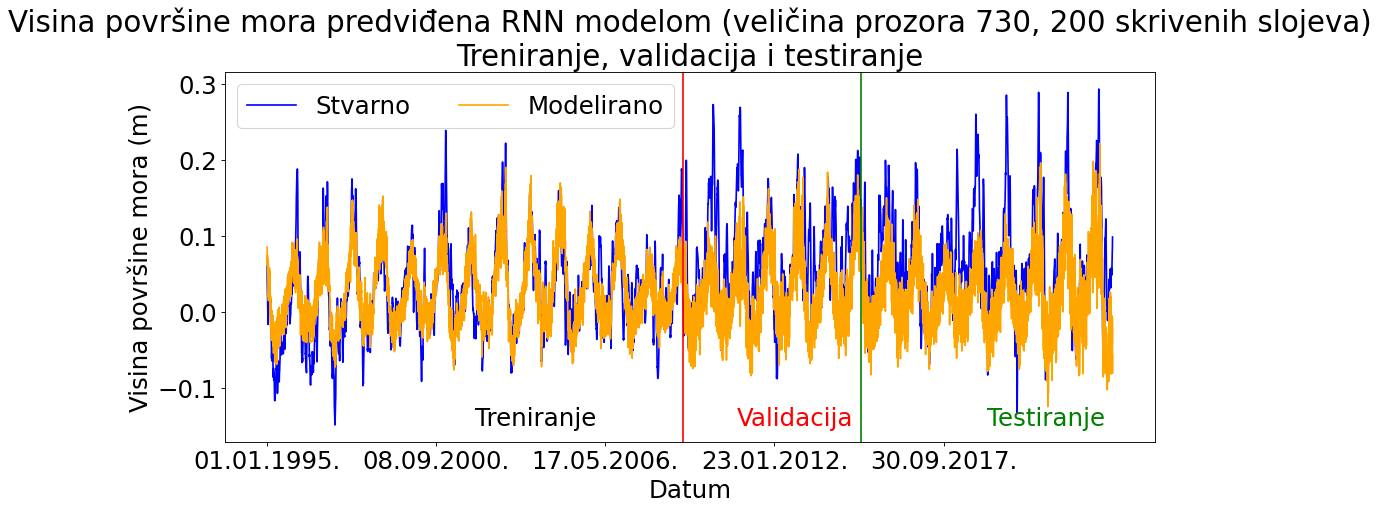 Visina površine mora predviđena RNN modelom (veličina prozora 730, 200 skrivenih slojeva)
Treniranje, validacija i testiranje
Stvarno
Modelirano
Visina površine mora (m)
0.3
0.2
0.1
0.0
−0.1
Treniranje
Validacija
Testiranje
01.01.1995.
08.09.2000.
17.05.2006.
23.01.2012.
30.09.2017.
Datum